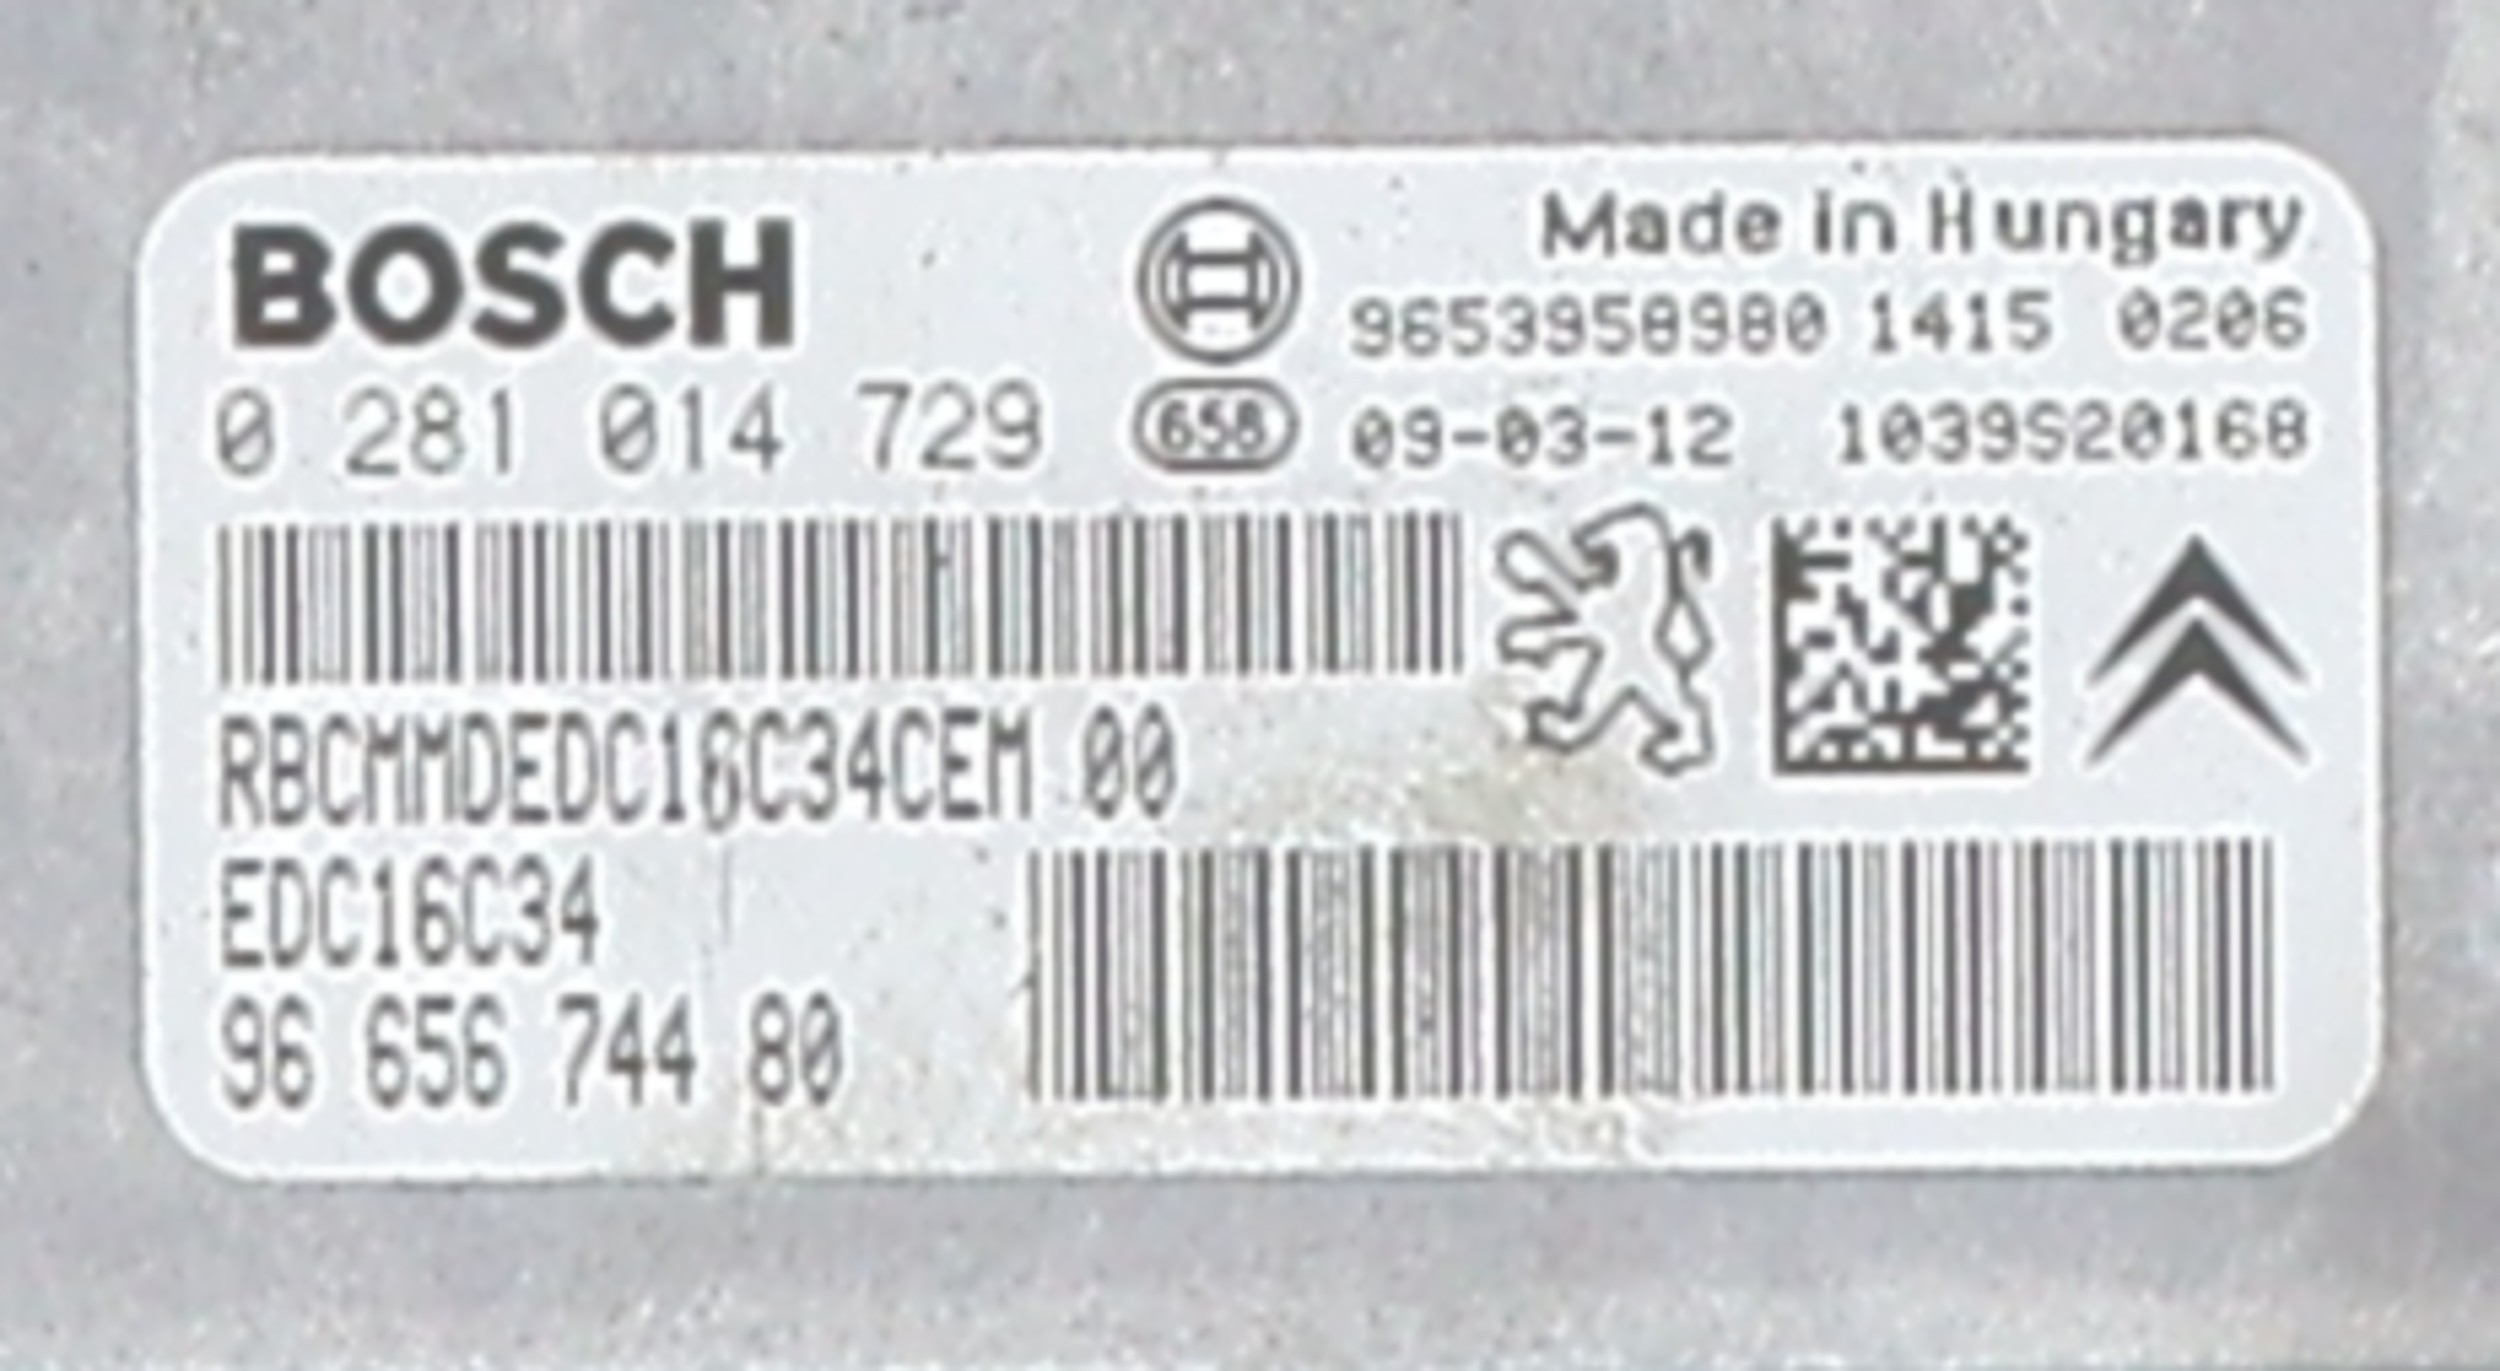 BOSCH
Made in Hungary
9653958980 1415 0206
0 281 014 729
658
09-03-12 1039S20168
RBCMMDEDC16C34CEM 00
EDC16C34
96 656 744 80